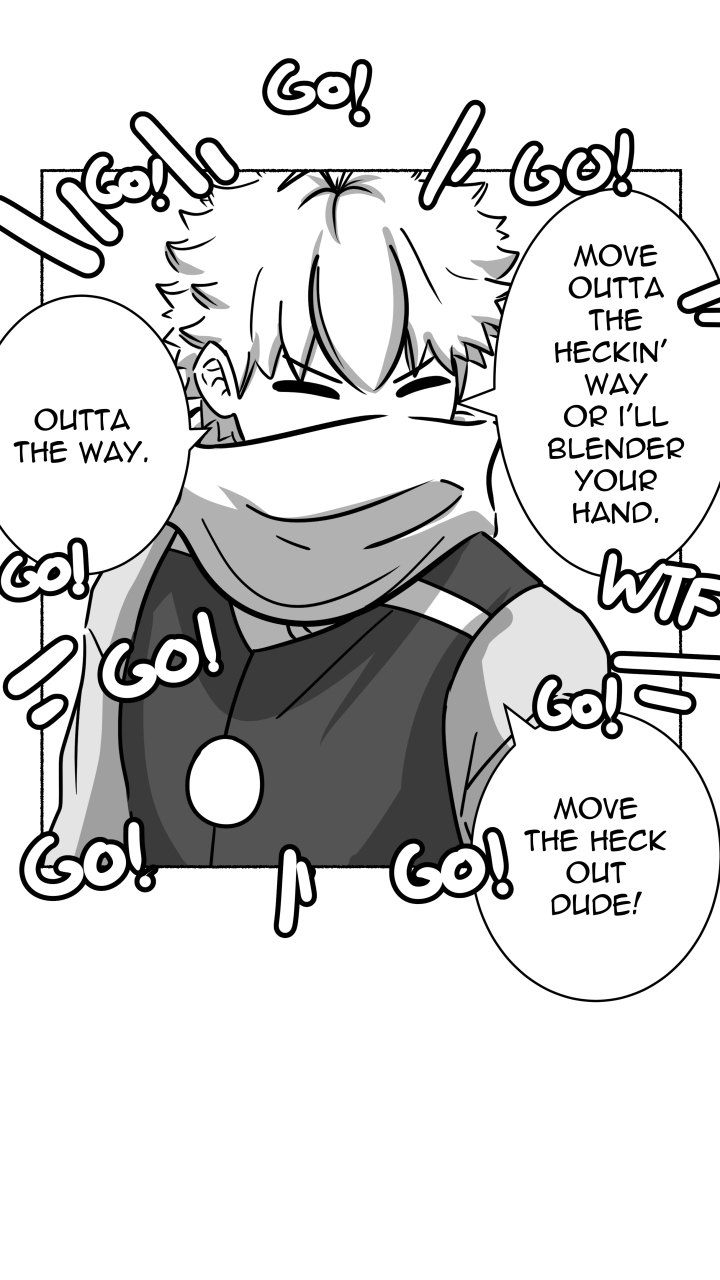 GO!
GO!
GO!
MOVE
OUTTA
THE
HECKIN'
WAY
OR I'LL
BLENDER
YOUR
HAND.
OUTTA
THE WAY.
GO!
WTF
GO!
GO!
MOVE
THE HECK
OUT
DUDE!
GO!
GO!